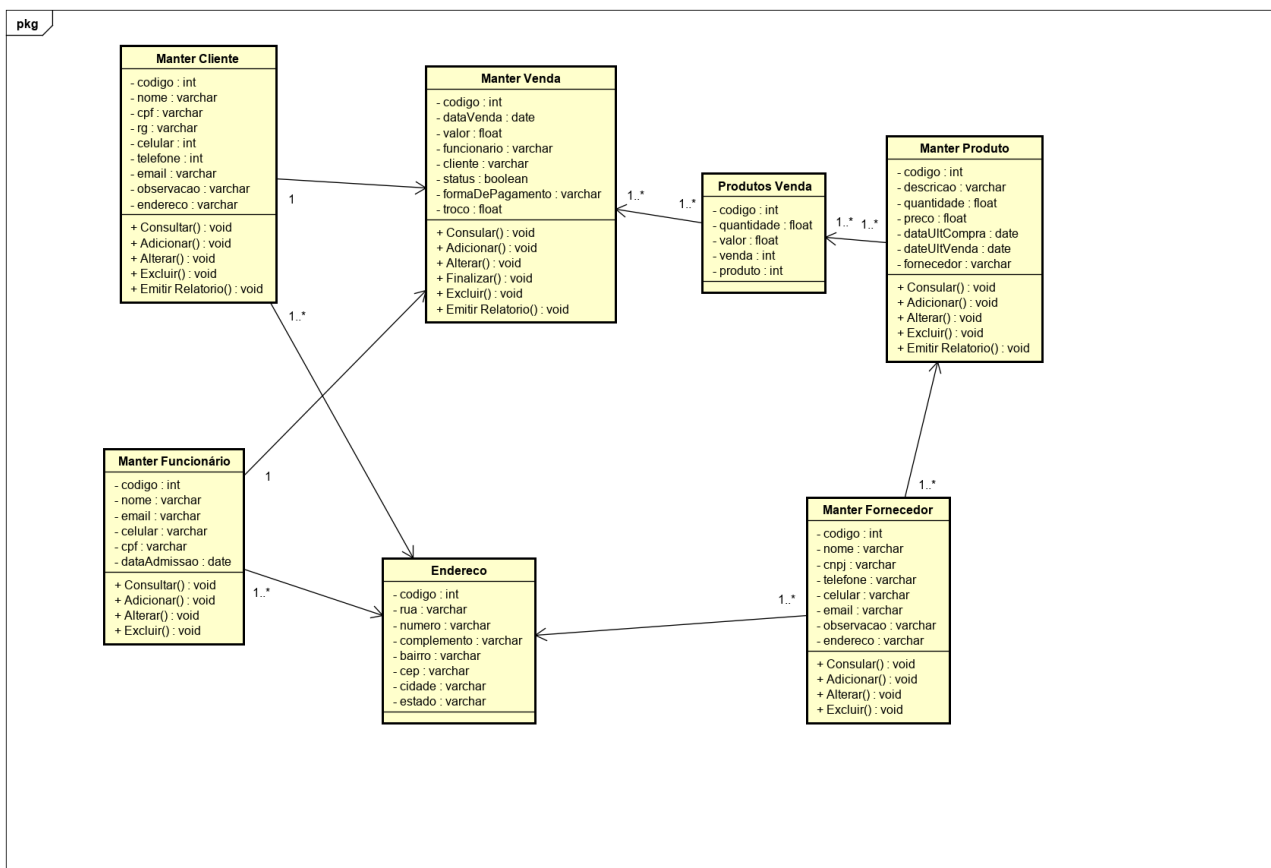 pkg
Manter Cliente
- codigo : int
- nome : varchar
- cpf : varchar
- rg : varchar
- celular : int
- telefone : int
- email : varchar
- observacao : varchar
- endereco : varchar
+ Consultar() : void
+ Adicionar() : void
+ Alterar() : void
+ Excluir() : void
+ Emitir Relatorio() : void
1
1..*
Manter Venda
- codigo : int
- dataVenda : date
- valor : float
- funcionario : varchar
- cliente : varchar
- status : boolean
- formaDePagamento : varchar
- troco : float
+ Consular() : void
+ Adicionar() : void
+ Alterar() : void
+ Finalizar() : void
+ Excluir() : void
+ Emitir Relatorio() : void
1..*
1..*
Produtos Venda
- codigo : int
- quantidade : float
- valor : float
- venda : int
- produto : int
1..*
1..*
Manter Produto
- codigo : int
- descricao : varchar
- quantidade : float
- preco : float
- dataUltCompra : date
- dateUltVenda : date
- fornecedor : varchar
+ Consular() : void
+ Adicionar() : void
+ Alterar() : void
+ Excluir() : void
+ Emitir Relatorio() : void
Manter Funcionário
- codigo : int
- nome : varchar
- email : varchar
- celular : varchar
- cpf : varchar
- dataAdmissao : date
+ Consultar() : void
+ Adicionar() : void
+ Alterar() : void
+ Excluir() : void
1
1..*
Endereco
- codigo : int
- rua : varchar
- numero : varchar
- complemento : varchar
- bairro : varchar
- cep : varchar
- cidade : varchar
- estado : varchar
1..*
1..*
Manter Fornecedor
- codigo : int
- nome : varchar
- cnpj : varchar
- telefone : varchar
- celular : varchar
- email : varchar
- observacao : varchar
- endereco : varchar
+ Consular() : void
+ Adicionar() : void
+ Alterar() : void
+ Excluir() : void